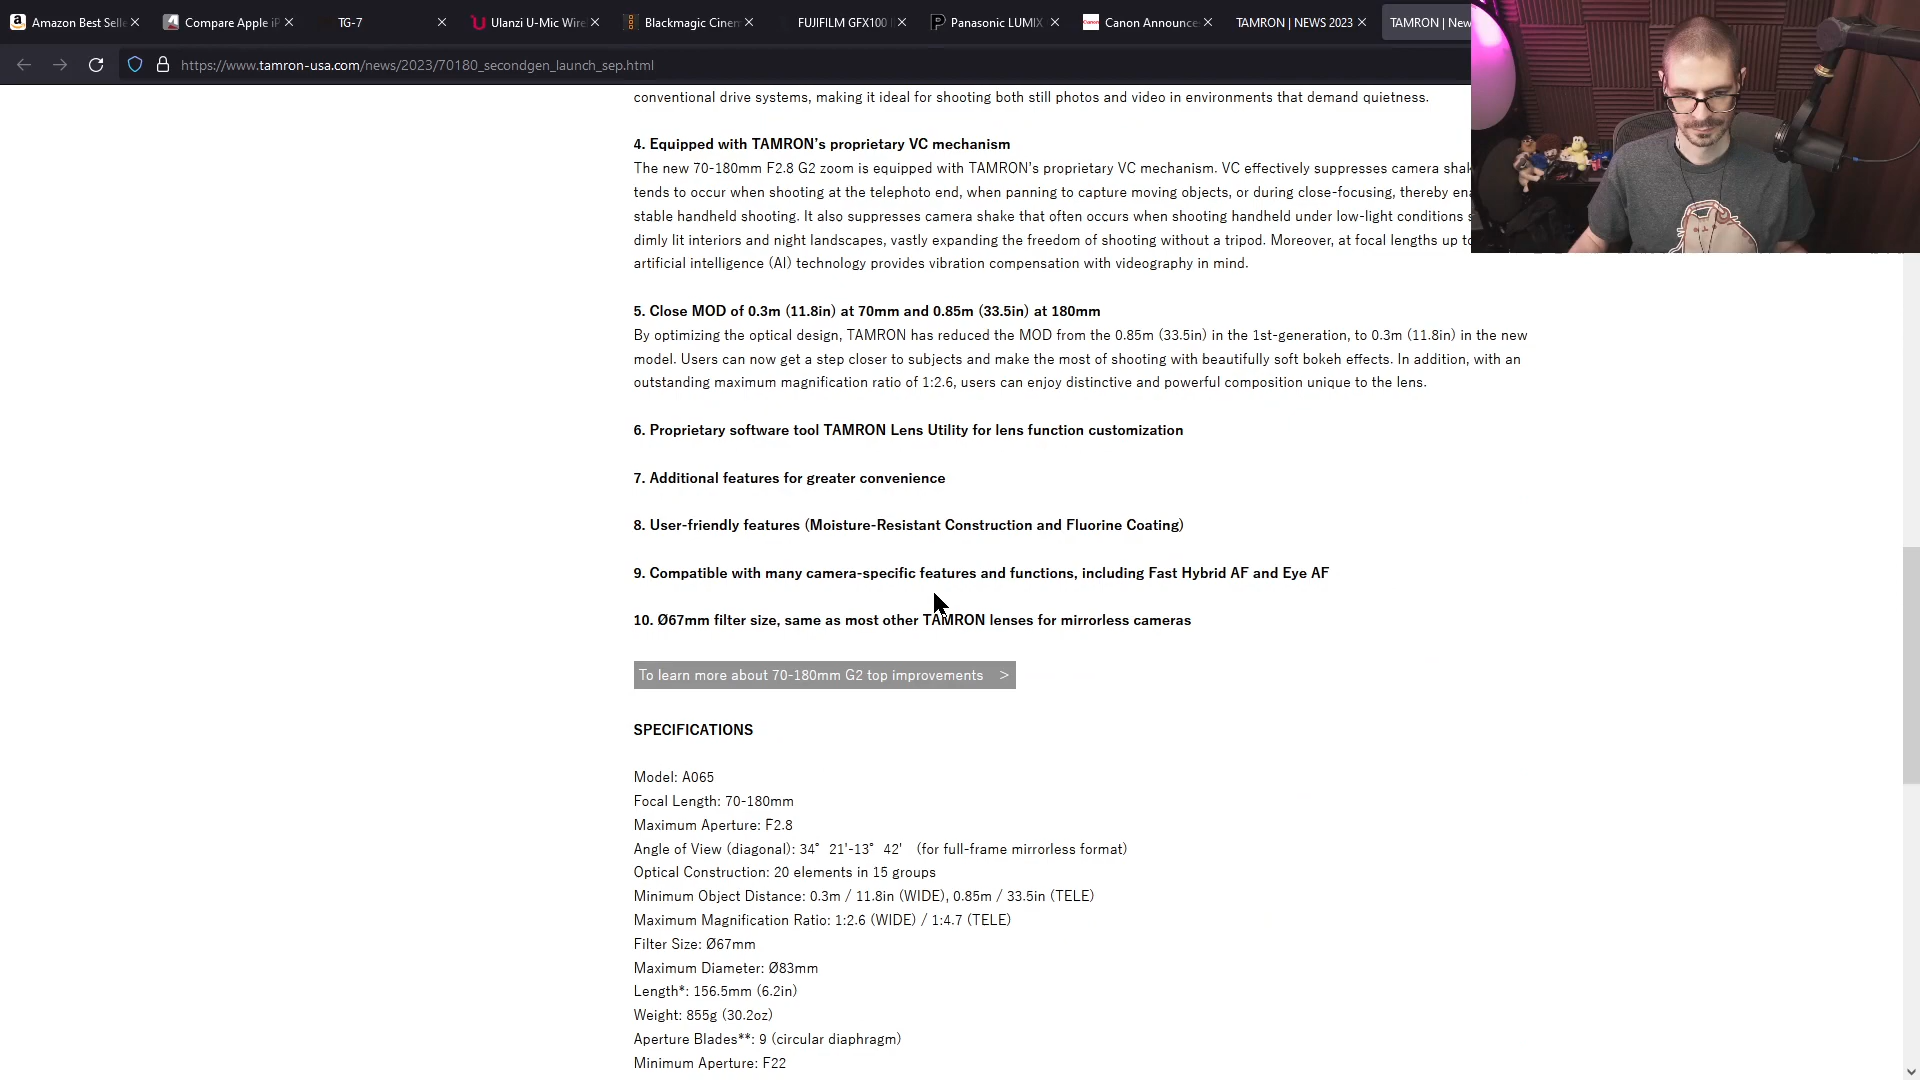 Amazon Best Selle
Compare Apple iP
TG-7
Ulanzi U-Mic Wire
Blackmagic Cinem
FUJIFILM GFX100
Panasonic LUMIX
Canon Announce
TAMRON | NEWS 2023
TAMRON | New
https://www.tamron-usa.com/news/2023/70180_secondgen_launch_sep.html
conventional drive systems, making it ideal for shooting both still photos and video in environments that demand quietness.
4. Equipped with TAMRON's proprietary VC mechanism
The new 70-180mm F2.8 G2 zoom is equipped with TAMRON's proprietary VC mechanism. VC effectively suppresses camera shak
tends to occur when shooting at the telephoto end, when panning to capture moving objects, or during close-focusing, thereby ena
stable handheld shooting. It also suppresses camera shake that often occurs when shooting handheld under low-light conditions s
dimly lit interiors and night landscapes, vastly expanding the freedom of shooting without a tripod. Moreover, at focal lengths up to
artificial intelligence (AI) technology provides vibration compensation with videography in mind.
5. Close MOD of 0.3m (11.8in) at 70mm and 0.85m (33.5in) at 180mm
By optimizing the optical design, TAMRON has reduced the MOD from the 0.85m (33.5in) in the 1st-generation, to 0.3m (11.8in) in the new
model. Users can now get a step closer to subjects and make the most of shooting with beautifully soft bokeh effects. In addition, with an
outstanding maximum magnification ratio of 1:2.6, users can enjoy distinctive and powerful composition unique to the lens.
6. Proprietary software tool TAMRON Lens Utility for lens function customization
7. Additional features for greater convenience
8. User-friendly features (Moisture-Resistant Construction and Fluorine Coating)
9. Compatible with many camera-specific features and functions, including Fast Hybrid AF and Eye AF
10. Ø67mm filter size, same as most other TAMRON lenses for mirrorless cameras
To learn more about 70-180mm G2 top improvements >
SPECIFICATIONS
Model: A065
Focal Length: 70-180mm
Maximum Aperture: F2.8
Angle of View (diagonal): 34° 21'-13° 42' (for full-frame mirrorless format)
Optical Construction: 20 elements in 15 groups
Minimum Object Distance: 0.3m / 11.8in (WIDE), 0.85m / 33.5in (TELE)
Maximum Magnification Ratio: 1:2.6 (WIDE) / 1:4.7 (TELE)
Filter Size: Ø67mm
Maximum Diameter: Ø83mm
Length*: 156.5mm (6.2in)
Weight: 855g (30.2oz)
Aperture Blades**: 9 (circular diaphragm)
Minimum Aperture: F22